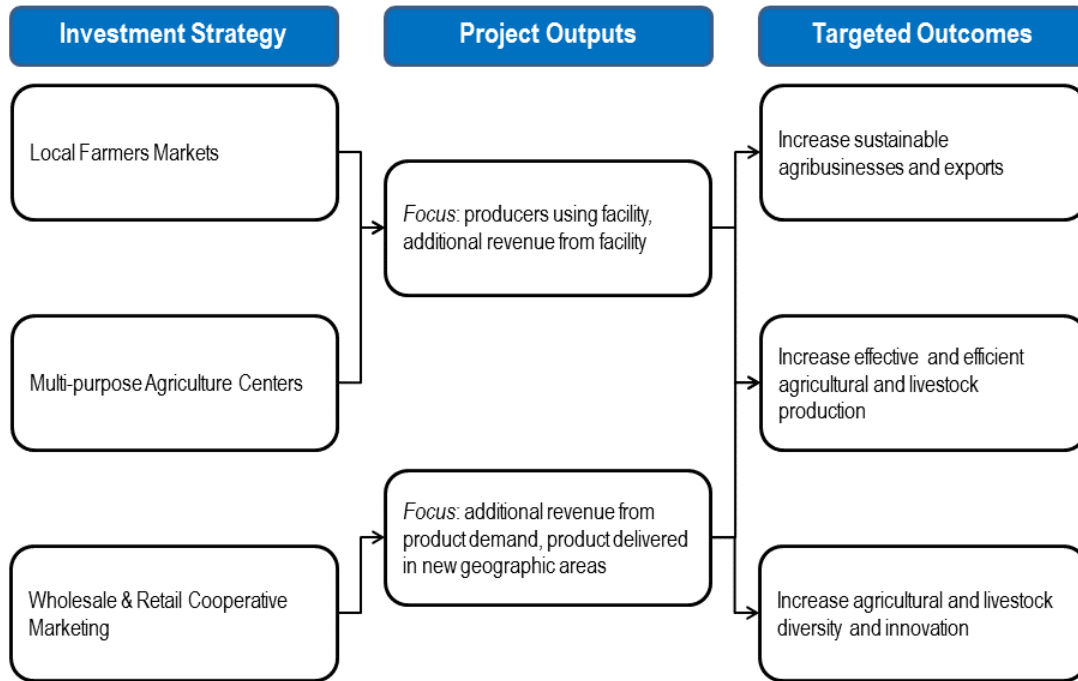 Investment Strategy
Project Outputs
Targeted Outcomes
Local Farmers Markets
Multi-purpose Agriculture Centers
Wholesale & Retail Cooperative
Marketing
Focus: producers using facility,
additional revenue from facility
Focus: additional revenue from
product demand, product delivered
in new geographic areas
Increase sustainable
agribusinesses and exports
Increase effective and efficient
agricultural and livestock
production
Increase agricultural and livestock
diversity and innovation